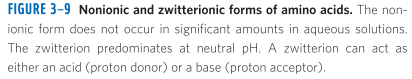 FIGURE 3–9 Nonionic and zwitterionic forms of amino acids. The non-
ionic form does not occur in significant amounts in aqueous solutions.
The zwitterion predominates at neutral pH. A zwitterion can act as
either an acid (proton donor) or a base (proton acceptor).